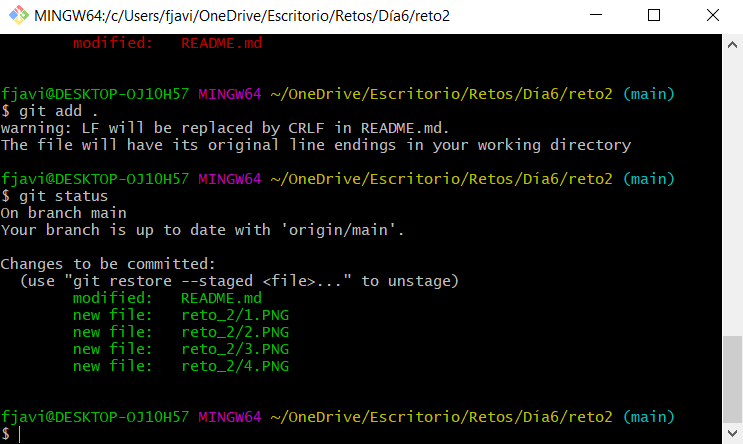 MINGW64:/c/Users/fjavi/OneDrive/Escritorio/Retos/Día6/reto2
modified:   README.md
fjavi@DESKTOP-OJ1OH57 MINGW64 ~/OneDrive/Escritorio/Retos/Día6/reto2 (main)
$ git add .
warning: LF will be replaced by CRLF in README.md.
The file will have its original line endings in your working directory
fjavi@DESKTOP-OJ1OH57 MINGW64 ~/OneDrive/Escritorio/Retos/Día6/reto2 (main)
$ git status
On branch main
Your branch is up to date with 'origin/main'.
Changes to be committed:
(use "git restore --staged <file>..." to unstage)
modified:   README.md
new file:   reto_2/1.PNG
new file:   reto_2/2.PNG
new file:   reto_2/3.PNG
new file:   reto_2/4.PNG
fjavi@DESKTOP-OJ1OH57 MINGW64 ~/OneDrive/Escritorio/Retos/Día6/reto2 (main)
$